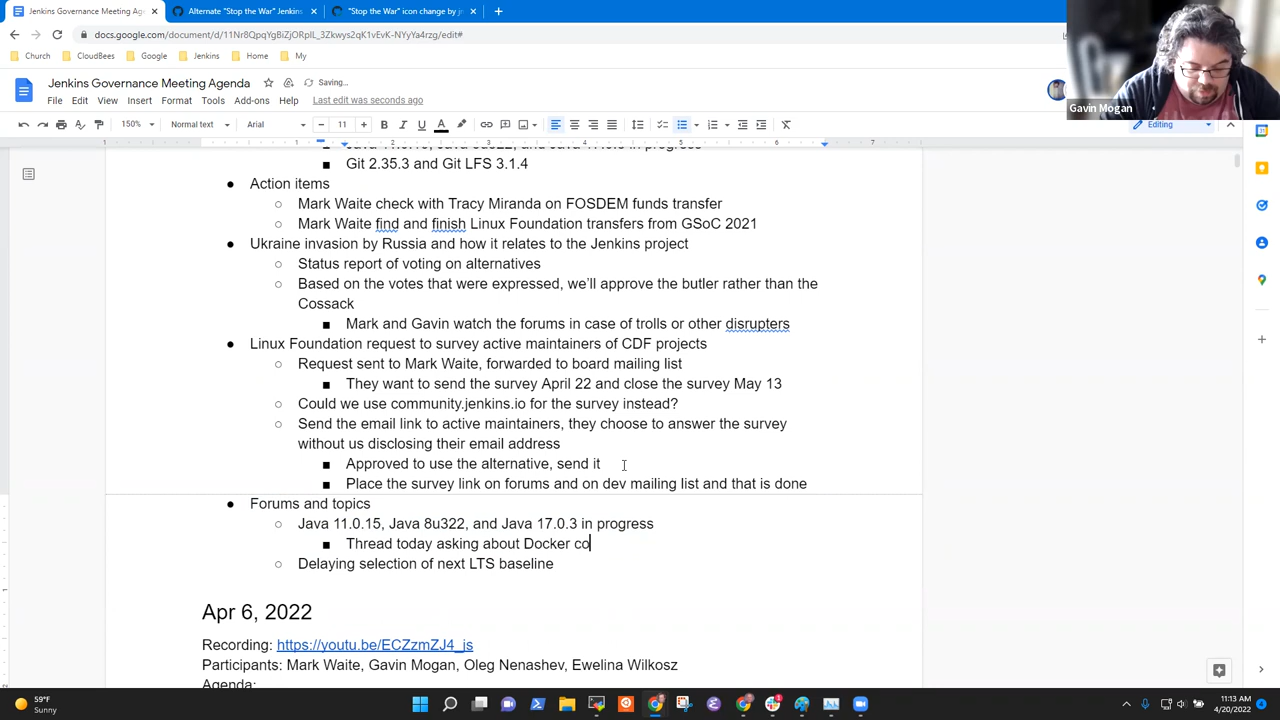 Jenkins Governance Meeting Age
Alternate "Stop the War" Jenkins
"Stop the War" icon change by jn
docs.google.com/document/d/11Nr8QpqYgBiZjORpIL_3Zkwys2qK1vEvK-NYyYa4rzg/edit#
Church
CloudBees
Google
Jenkins
Home
My
Jenkins Governance Meeting Agenda
Saving...
File Edit View Insert Format Tools Add-ons Help Last edit was seconds ago
150% Normal text Arial 11 Editing
Gavin Mogan
Git 2.35.3 and Git LFS 3.1.4
Action items
Mark Waite check with Tracy Miranda on FOSDEM funds transfer
Mark Waite find and finish Linux Foundation transfers from GSoC 2021
Ukraine invasion by Russia and how it relates to the Jenkins project
Status report of voting on alternatives
Based on the votes that were expressed, we'll approve the butler rather than the
Cossack
Mark and Gavin watch the forums in case of trolls or other disrupters
Linux Foundation request to survey active maintainers of CDF projects
Request sent to Mark Waite, forwarded to board mailing list
They want to send the survey April 22 and close the survey May 13
Could we use community.jenkins.io for the survey instead?
Send the email link to active maintainers, they choose to answer the survey
without us disclosing their email address
Approved to use the alternative, send it
Place the survey link on forums and on dev mailing list and that is done
Forums and topics
Java 11.0.15, Java 8u322, and Java 17.0.3 in progress
Thread today asking about Docker co
Delaying selection of next LTS baseline
Apr 6, 2022
Recording: https://youtu.be/ECZzmZJ4_js
Participants: Mark Waite, Gavin Mogan, Oleg Nenashev, Ewelina Wilkosz
Agenda:
59°F
Sunny
11:13 AM
4/20/2022